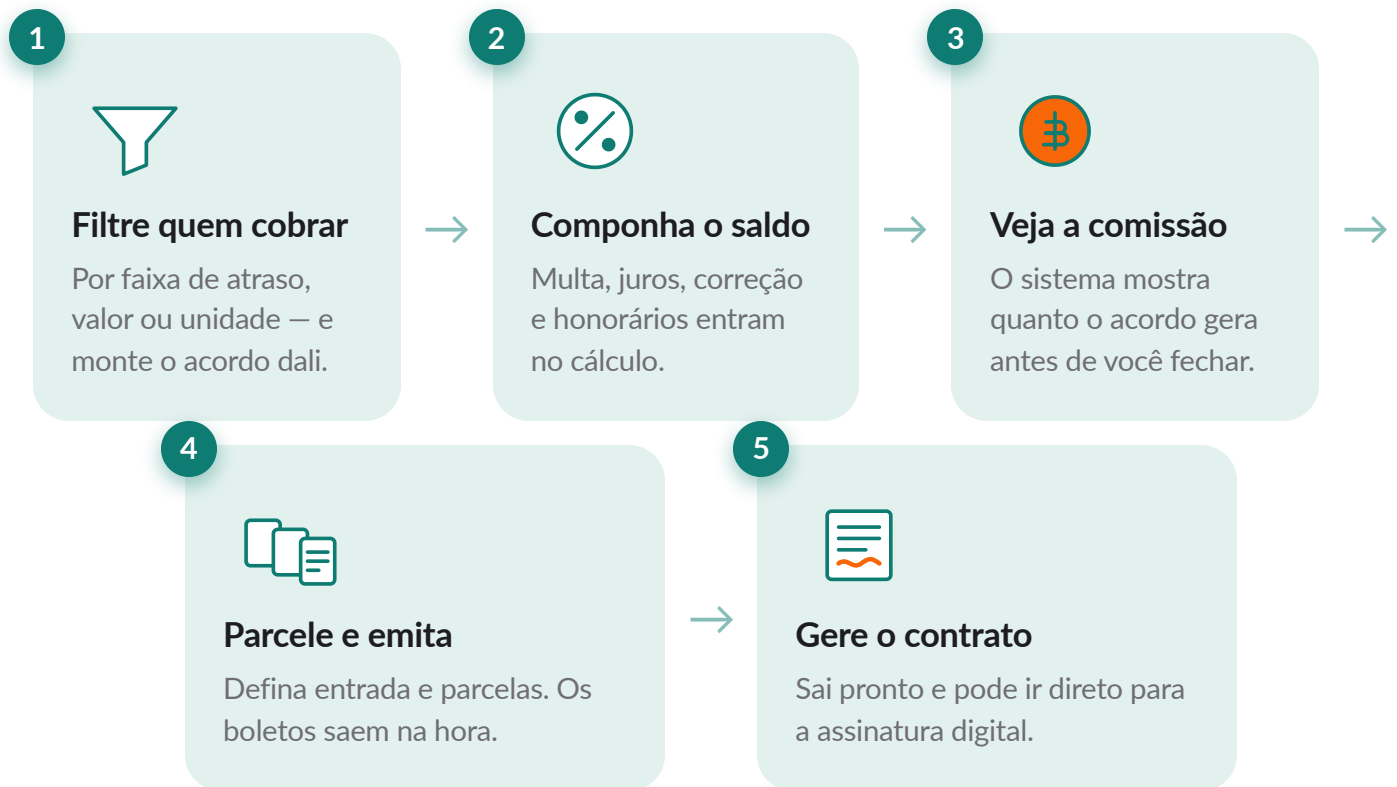 1
Filtre quem cobrar
Por faixa de atraso,
valor ou unidade — e
monte o acordo dali.
2
Componha o saldo
Multa, juros, correção
e honorários entram
no cálculo.
3
Veja a comissão
O sistema mostra
quanto o acordo gera
antes de você fechar.
4
Parcele e emita
Defina entrada e parcelas. Os
boletos saem na hora.
5
Gere o contrato
Sai pronto e pode ir direto para
a assinatura digital.